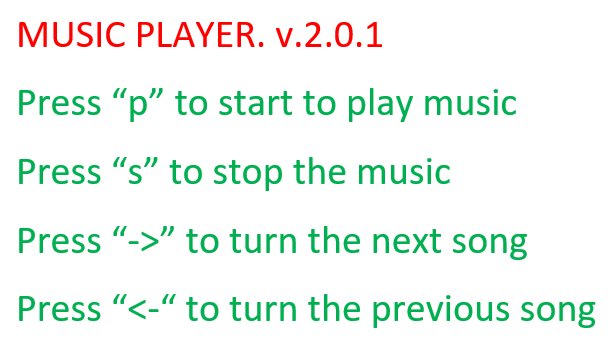 MUSIC PLAYER. v.2.0.1
Press “p” to start to play music
Press “s” to stop the music
Press “->” to turn the next song
Press “<-“ to turn the previous song